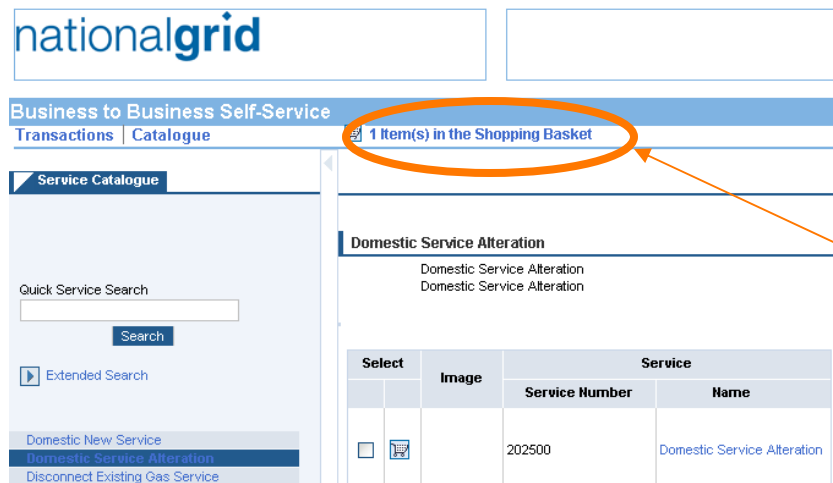 nationalgrid
Business to Business Self-Service
Transactions | Catalogue
1 Item(s) in the Shopping Basket
Service Catalogue
Quick Service Search
Search
Extended Search
Domestic New Service
Domestic Service Alteration
Disconnect Existing Gas Service
Domestic Service Alteration
Domestic Service Alteration
Domestic Service Alteration
Select Image Service
Service Number Name
202500 Domestic Service Alteration